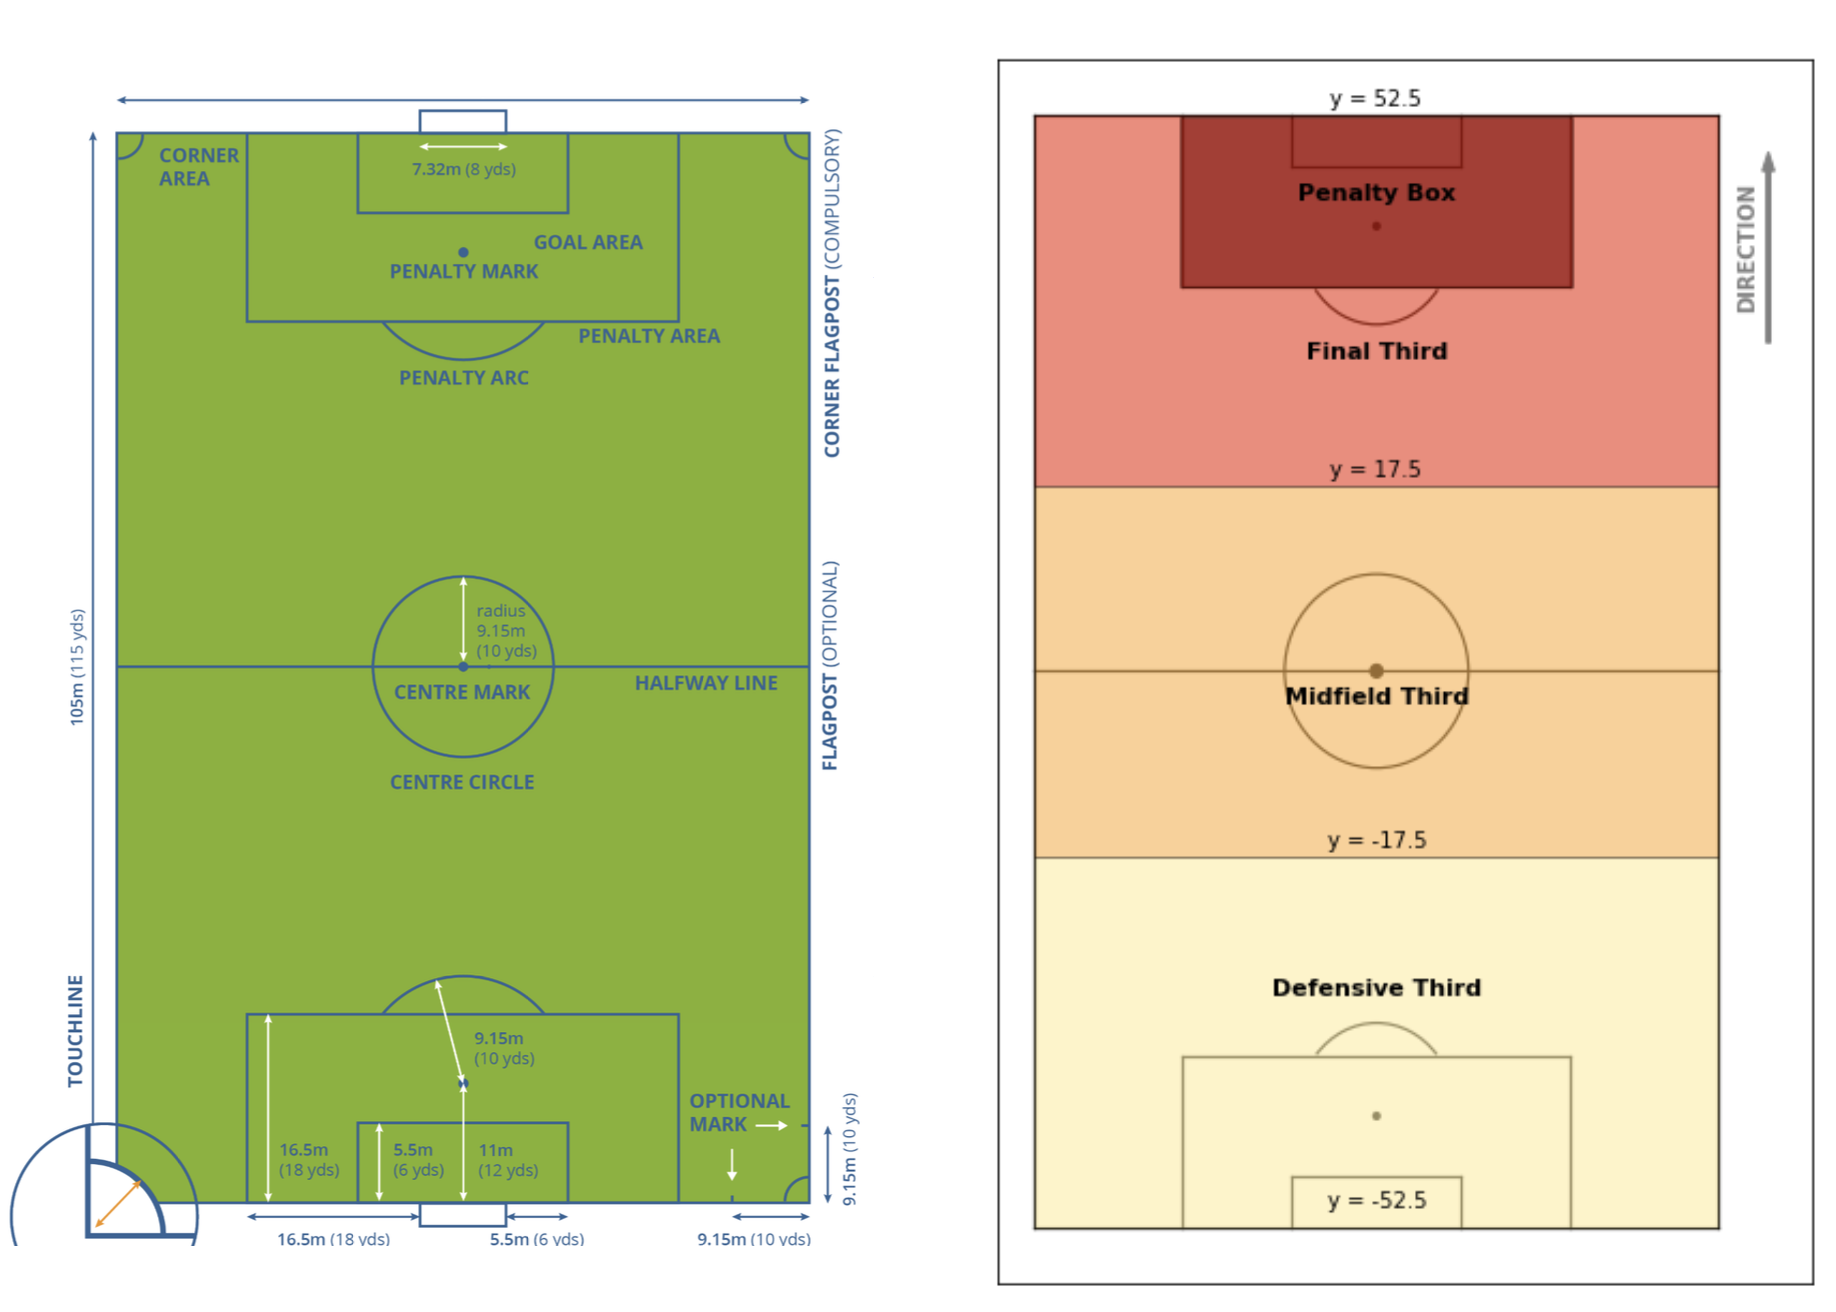 CORNER
AREA
7.32m (8 yds)
GOAL AREA
PENALTY MARK
PENALTY AREA
PENALTY ARC
CORNER FLAGPOST (COMPULSORY)
radius
9.15m
(10 yds)
CENTRE MARK
HALFWAY LINE
CENTRE CIRCLE
FLAGPOST (OPTIONAL)
105m (115 yds)
TOUCHLINE
9.15m
(10 yds)
OPTIONAL
MARK
16.5m
(18 yds)
5.5m
(6 yds)
11m
(12 yds)
9.15m (10 yds)
16.5m (18 yds)
5.5m (6 yds)
9.15m (10 yds)
y = 52.5
Penalty Box
DIRECTION
Final Third
y = 17.5
Midfield Third
y = -17.5
Defensive Third
y = -52.5